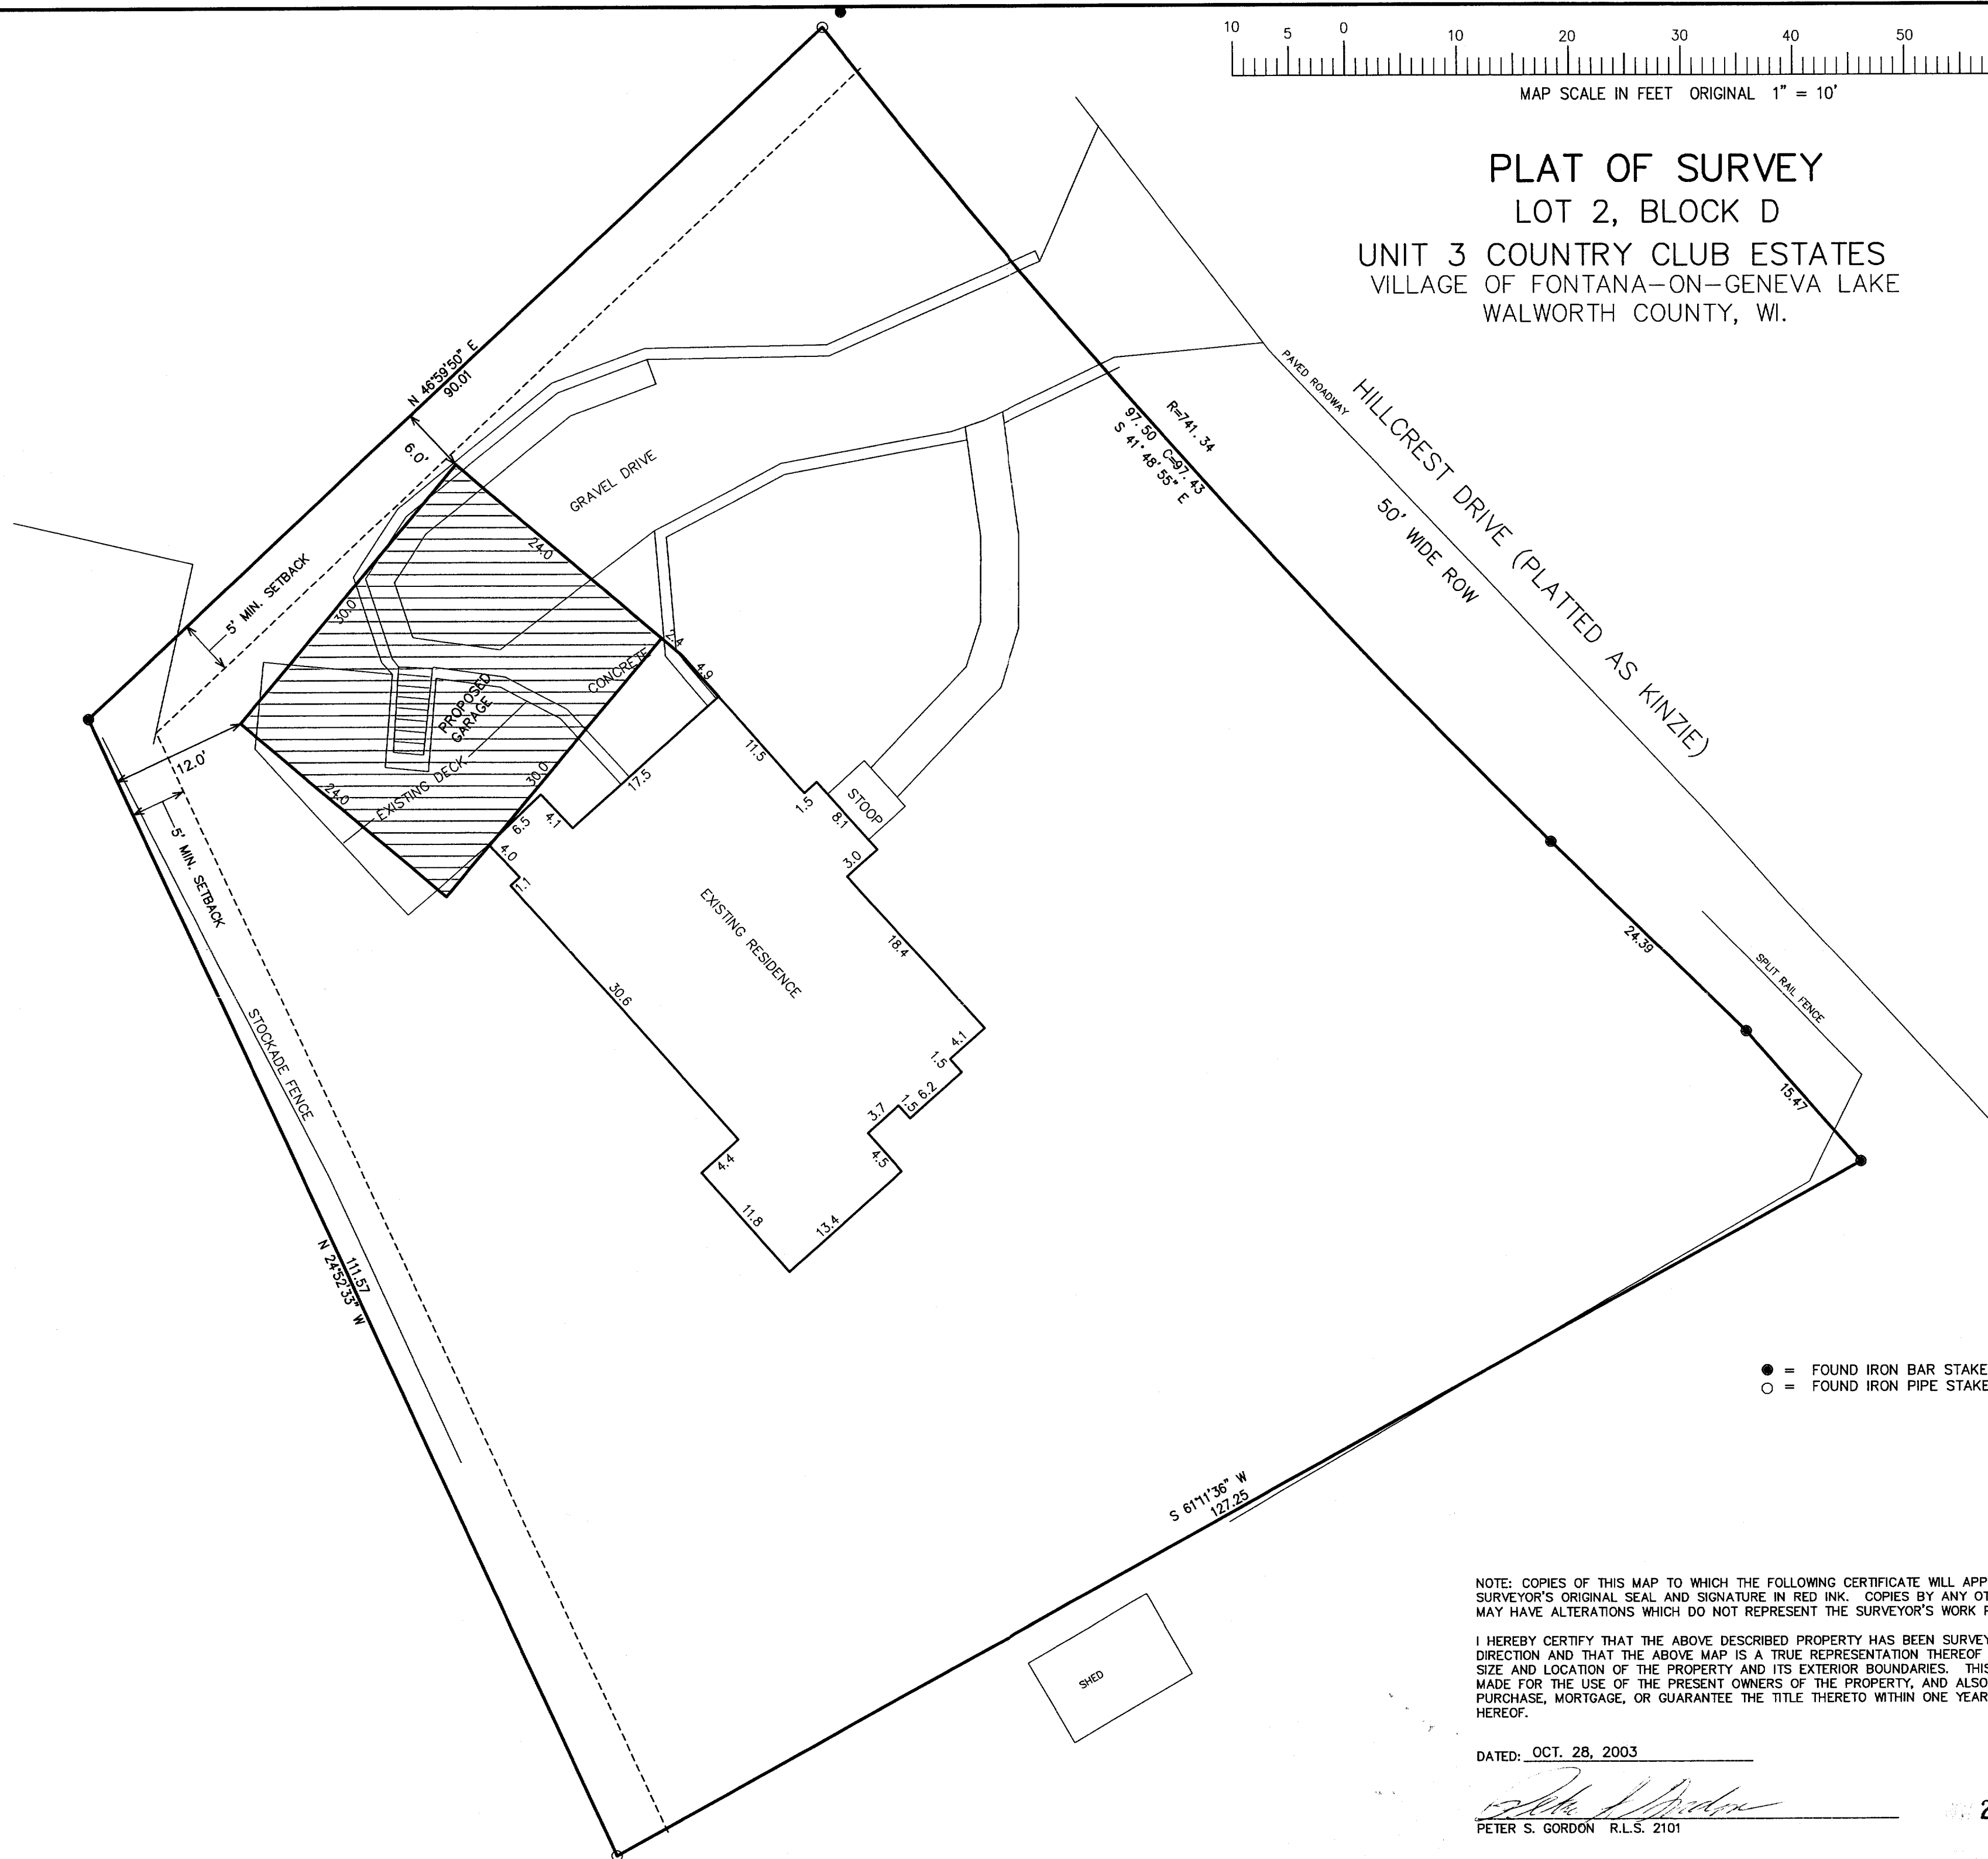 10 5 0 10 20 30 40 50
MAP SCALE IN FEET ORIGINAL 1" = 10'
PLAT OF SURVEY
LOT 2, BLOCK D
UNIT 3 COUNTRY CLUB ESTATES
VILLAGE OF FONTANA-ON-GENEVA LAKE
WALWORTH COUNTY, WI.
N 46°59'50" E
90.01
6.0'
GRAVEL DRIVE
R=741.34
97.50 C=97.43
S 41°48'55" E
PAVED ROADWAY
HILLCREST DRIVE (PLATTED AS KINZIE)
50' WIDE ROW
5' MIN. SETBACK
24.0
30.0
2.4
4.9
CONCRETE
PROPOSED
GARAGE
EXISTING DECK
12.0'
24.0
30.0
17.5
11.5
1.5
8.1
STOOP
3.0
6.5
4.1
4.0
1.1
5' MIN. SETBACK
EXISTING RESIDENCE
18.4
30.6
4.1
1.5
6.2
1.5
3.7
4.5
4.4
11.8
13.4
24.39
SPLIT RAIL FENCE
15.47
STOCKADE FENCE
111.57
N 24°52'33" W
S 61°11'36" W
127.25
SHED
= FOUND IRON BAR STAKE
= FOUND IRON PIPE STAKE
NOTE: COPIES OF THIS MAP TO WHICH THE FOLLOWING CERTIFICATE WILL APP
SURVEYOR'S ORIGINAL SEAL AND SIGNATURE IN RED INK. COPIES BY ANY OT
MAY HAVE ALTERATIONS WHICH DO NOT REPRESENT THE SURVEYOR'S WORK P
I HEREBY CERTIFY THAT THE ABOVE DESCRIBED PROPERTY HAS BEEN SURVEY
DIRECTION AND THAT THE ABOVE MAP IS A TRUE REPRESENTATION THEREOF
SIZE AND LOCATION OF THE PROPERTY AND ITS EXTERIOR BOUNDARIES. THIS
MADE FOR THE USE OF THE PRESENT OWNERS OF THE PROPERTY, AND ALSO
PURCHASE, MORTGAGE, OR GUARANTEE THE TITLE THERETO WITHIN ONE YEAR
HEREOF.
DATED: OCT. 28, 2003
Peter S. Gordon
PETER S. GORDON R.L.S. 2101
2